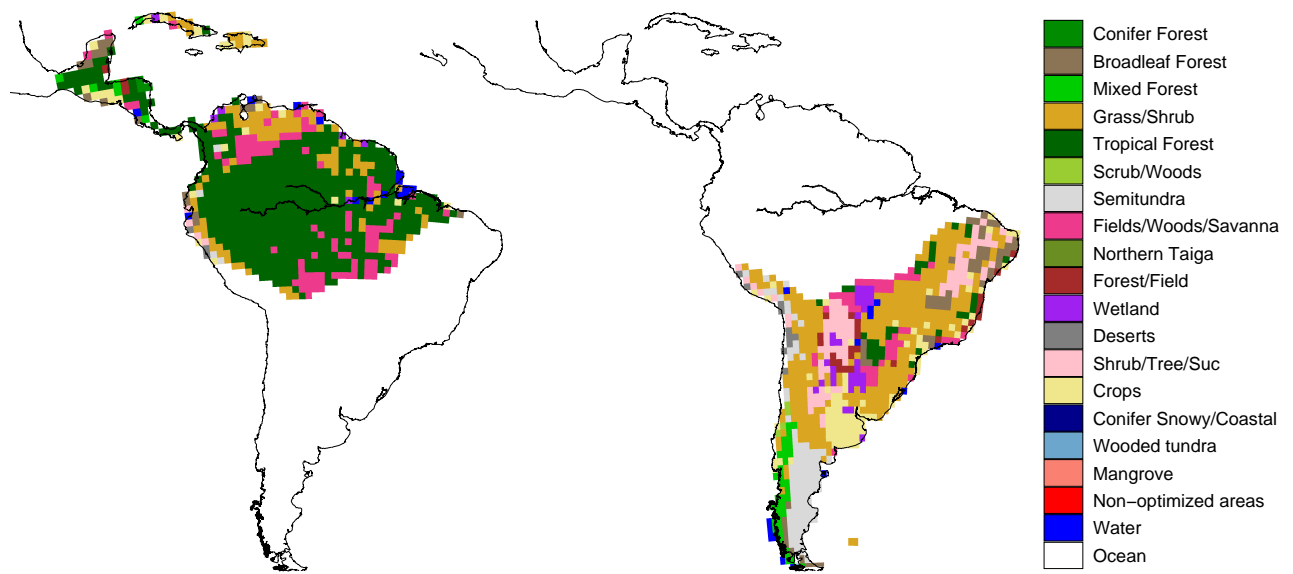 Conifer Forest
Broadleaf Forest
Mixed Forest
Grass/Shrub
Tropical Forest
Scrub/Woods
Semitundra
Fields/Woods/Savanna
Northern Taiga
Forest/Field
Wetland
Deserts
Shrub/Tree/Suc
Crops
Conifer Snowy/Coastal
Wooded tundra
Mangrove
Non−optimized areas
Water
Ocean